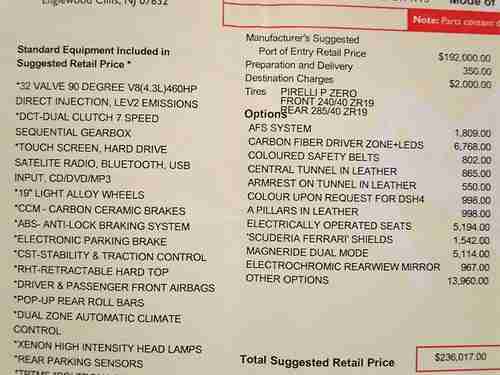 Englewood Cliffs, NJ 07632
Note: Parts content
Standard Equipment Included in
Suggested Retail Price *
*32 VALVE 90 DEGREE V8(4.3L)460HP
DIRECT INJECTION, LEV2 EMISSIONS
*DCT-DUAL CLUTCH 7 SPEED
SEQUENTIAL GEARBOX
*TOUCH SCREEN, HARD DRIVE
SATELITE RADIO, BLUETOOTH, USB
INPUT, CD/DVD/MP3
*19" LIGHT ALLOY WHEELS
*CCM - CARBON CERAMIC BRAKES
*ABS- ANTI-LOCK BRAKING SYSTEM
*ELECTRONIC PARKING BRAKE
*CST-STABILITY & TRACTION CONTROL
*RHT-RETRACTABLE HARD TOP
*DRIVER & PASSENGER FRONT AIRBAGS
*POP-UP REAR ROLL BARS
*DUAL ZONE AUTOMATIC CLIMATE
CONTROL
*XENON HIGH INTENSITY HEAD LAMPS
*REAR PARKING SENSORS
Manufacturer's Suggested
Port of Entry Retail Price $192,000.00
Preparation and Delivery 350.00
Destination Charges $2,000.00
Tires PIRELLI P ZERO
FRONT 240/40 ZR19
REAR 285/40 ZR19
Options
AFS SYSTEM 1,809.00
CARBON FIBER DRIVER ZONE+LEDS 6,768.00
COLOURED SAFETY BELTS 802.00
CENTRAL TUNNEL IN LEATHER 865.00
ARMREST ON TUNNEL IN LEATHER 550.00
COLOUR UPON REQUEST FOR DSH4 998.00
A PILLARS IN LEATHER 998.00
ELECTRICALLY OPERATED SEATS 5,194.00
'SCUDERIA FERRARI' SHIELDS 1,542.00
MAGNERIDE DUAL MODE 5,114.00
ELECTROCHROMIC REARWIEW MIRROR 967.00
OTHER OPTIONS 13,960.00
Total Suggested Retail Price $236,017.00